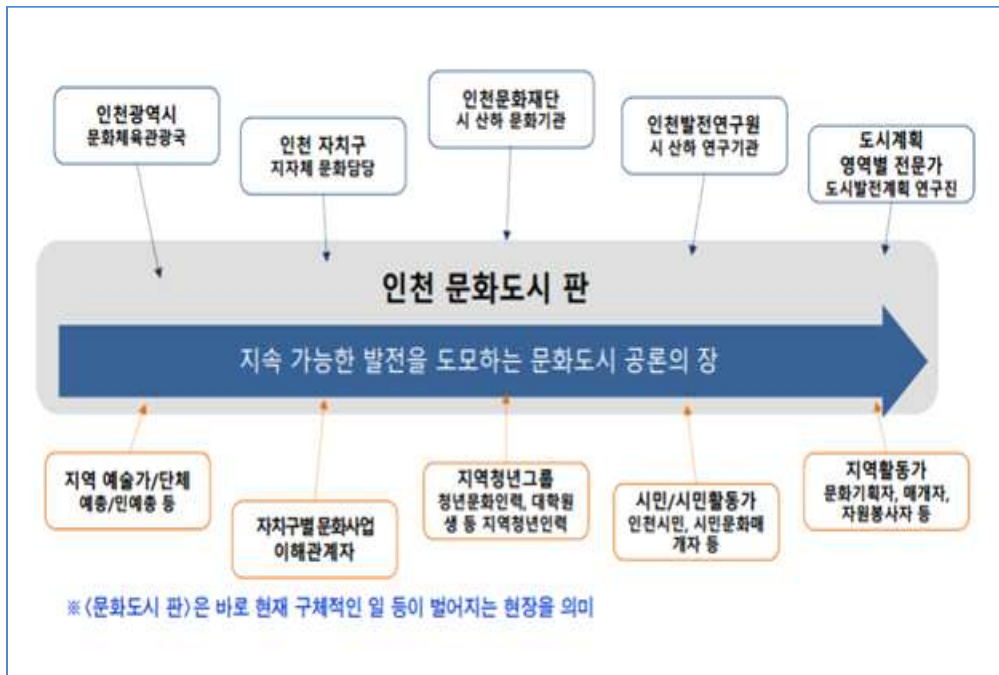 인천광역시
문화체육관광국
인천 자치구
지자체 문화담당
인천문화재단
시 산하 문화기관
인천발전연구원
시 산하 연구기관
도시계획
영역별 전문가
도시발전계획 연구진
인천 문화도시 판
지속 가능한 발전을 도모하는 문화도시 공론의 장
지역 예술가/단체
예총/민예총 등
자치구별 문화사업
이해관계자
지역청년그룹
청년문화인력, 대학원
생 등 지역청년인력
시민/시민활동가
인천시민, 시민문화매
개자 등
지역활동가
문화기획자, 매개자,
자원봉사자 등
※〈문화도시 판〉은 바로 현재 구체적인 일 등이 벌어지는 현장을 의미